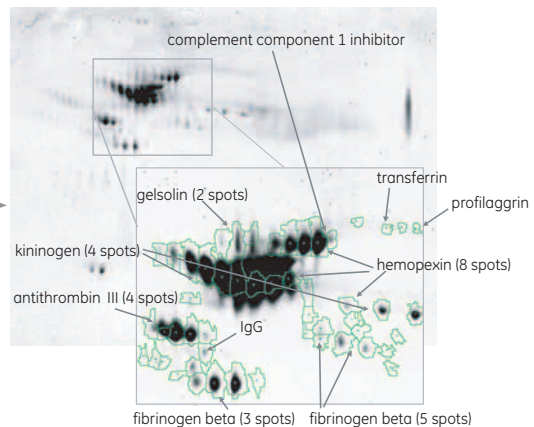 complement component 1 inhibitor
transferrin
gelsolin (2 spots)
profilaggrin
kininogen (4 spots)
hemopexin (8 spots)
antithrombin III (4 spots)
IgG
fibrinogen beta (3 spots)
fibrinogen beta (5 spots)